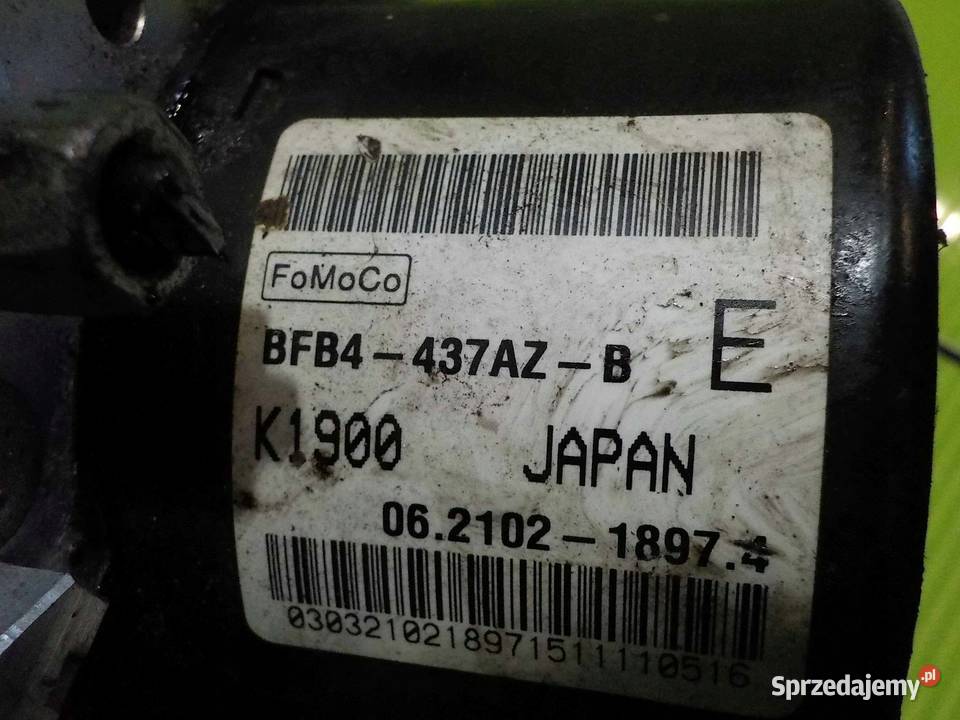 FoMoCo
BFB4-437AZ-B
E
K1900 JAPAN
06.2102-1897.4
0303210218971511110516
Sprzedajemy.pl